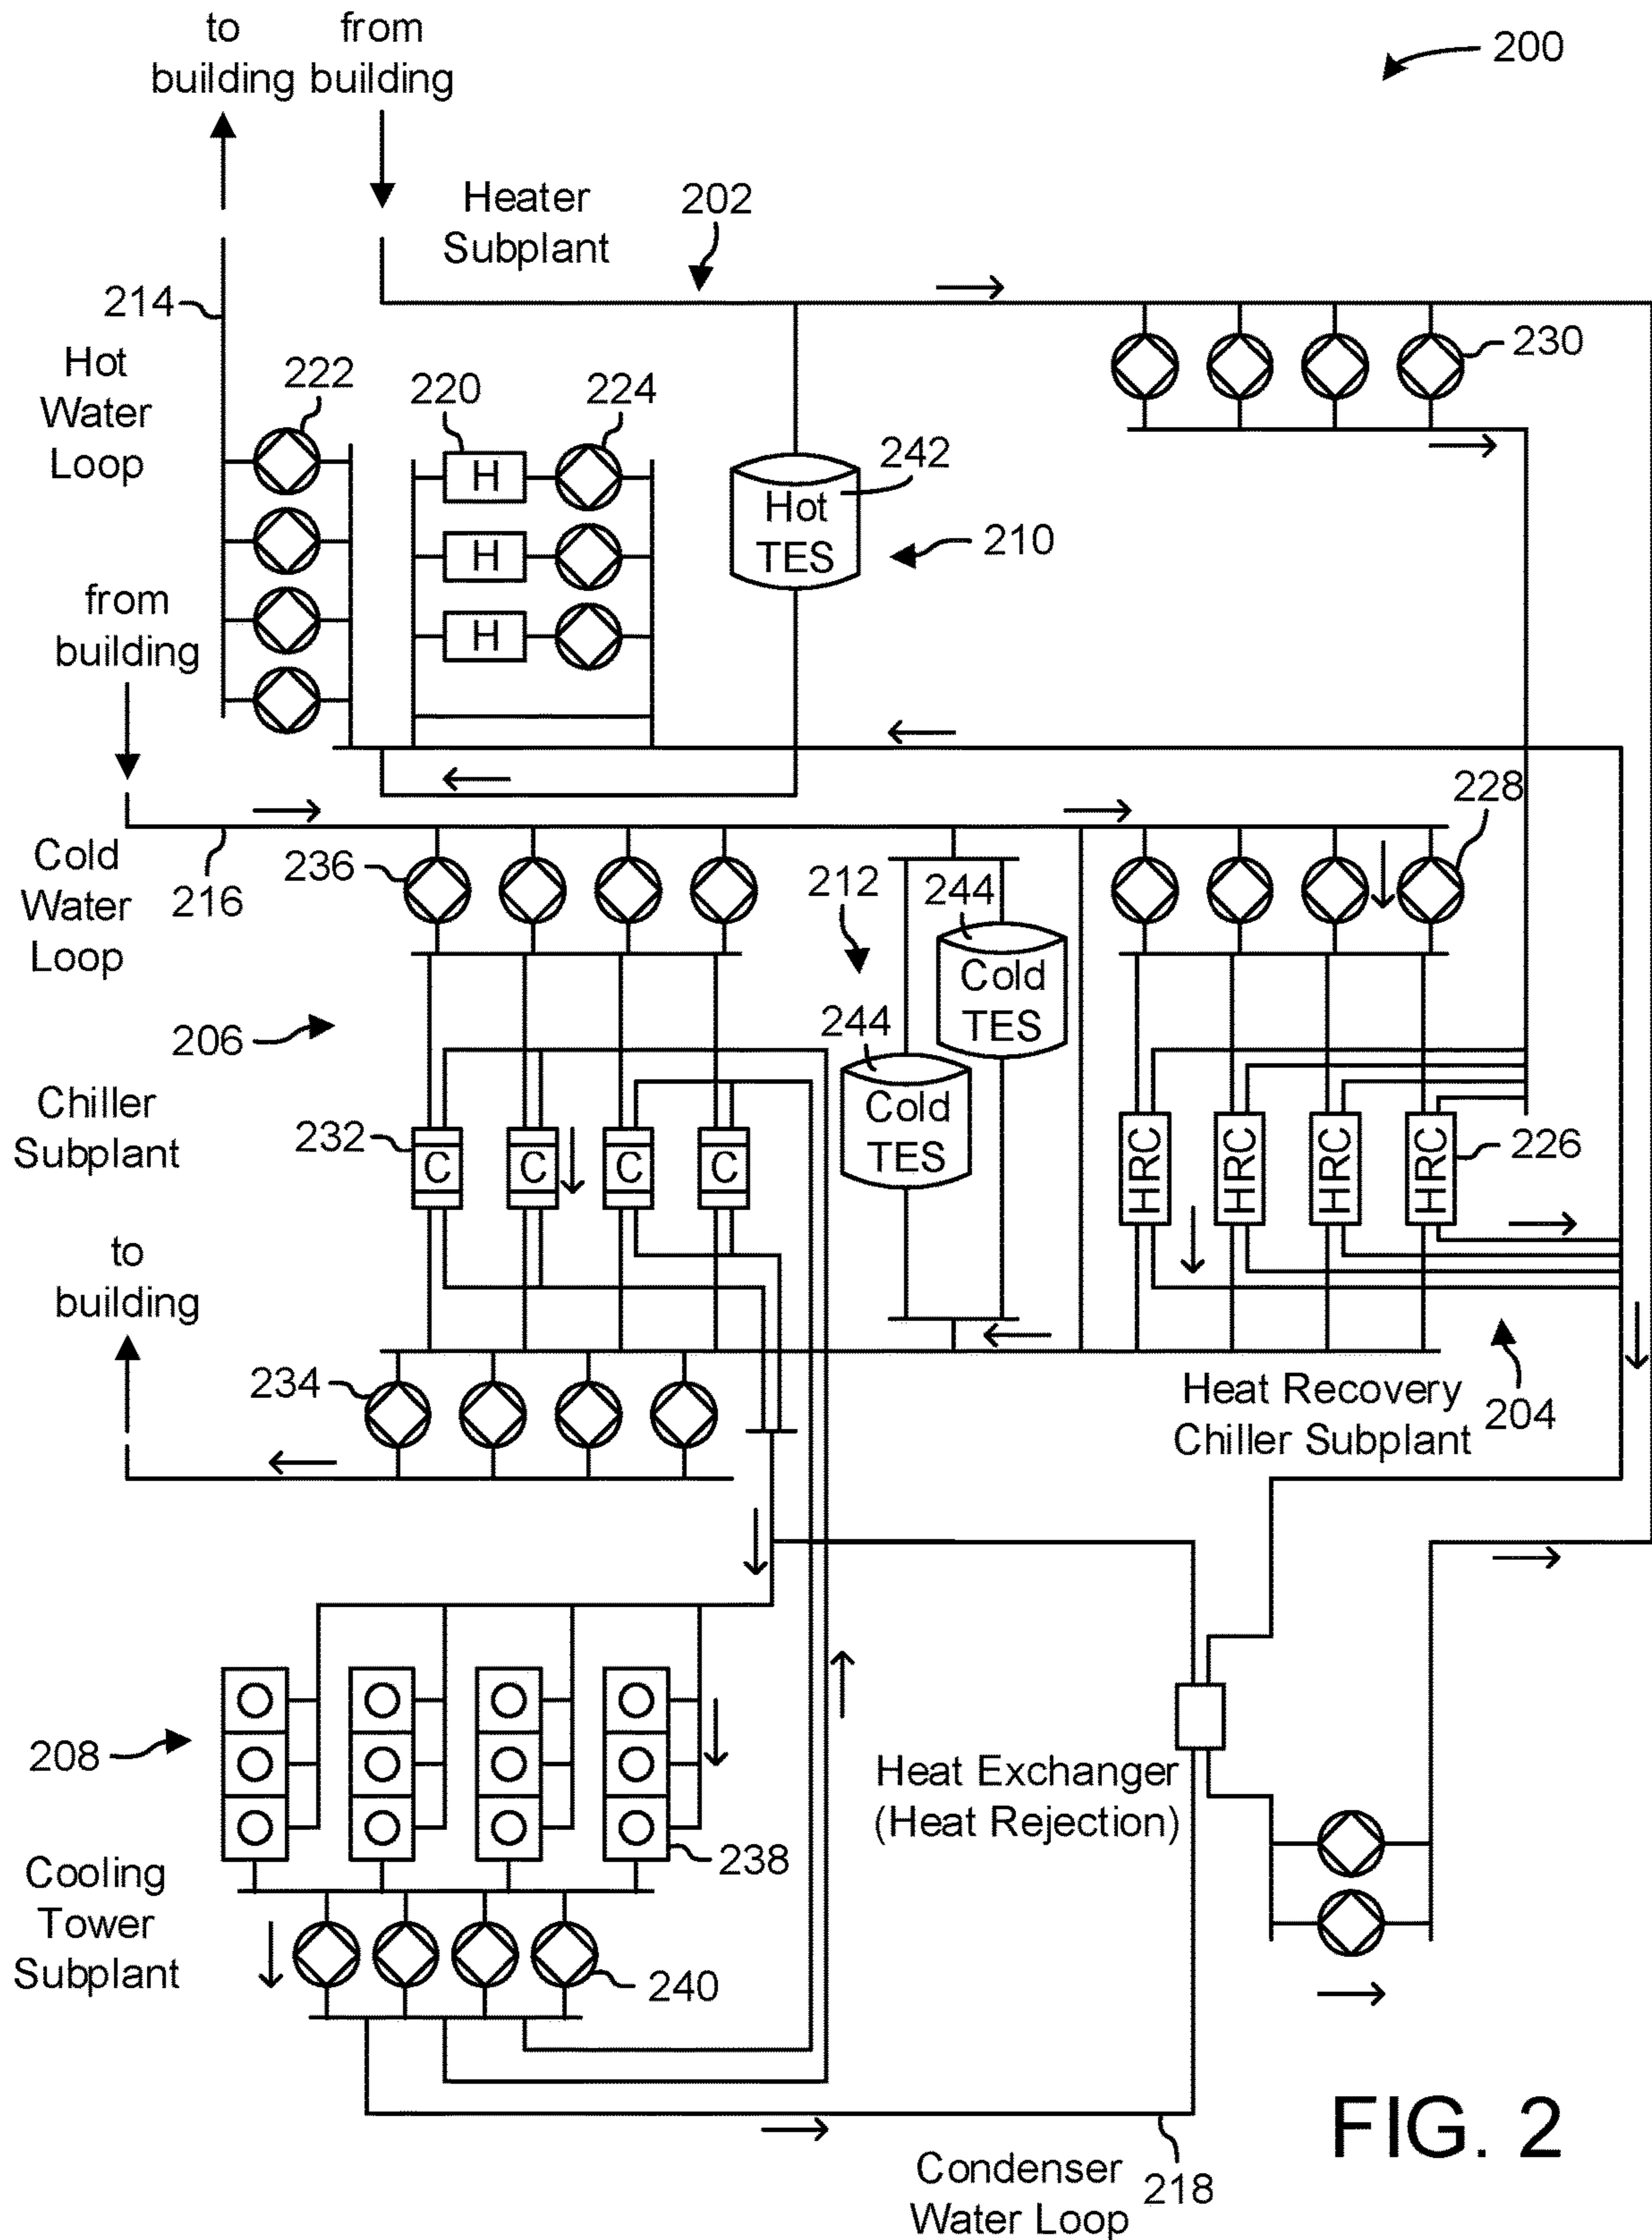 to from
building building
200
Heater
Subplant
202
214
Hot
Water
Loop
222
220
224
230
H
H
H
242
Hot
TES
210
from
building
228
Cold
Water
Loop
216
236
212
244
Cold
TES
244
Cold
TES
206
Chiller
Subplant
232
C C C C
HRC HRC HRC HRC
226
to
building
234
Heat Recovery
Chiller Subplant
204
208
Heat Exchanger
(Heat Rejection)
238
Cooling
Tower
Subplant
240
FIG. 2
Condenser
Water Loop
218